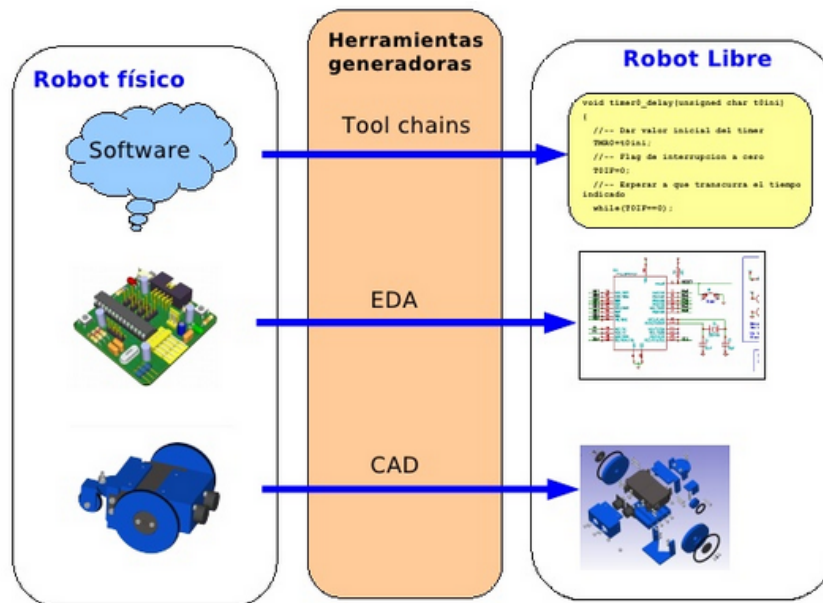 Robot físico
Software
Herramientas
generadoras
Tool chains
EDA
CAD
Robot Libre
void timer0_delay(unsigned char t0ini)
{
//-- Dar valor inicial del timer
TMR0=t0ini;
//-- Flag de interrupcion a cero
T0IF=0;
//-- Esperar a que transcurra el tiempo
indicado
while(T0IF==0);